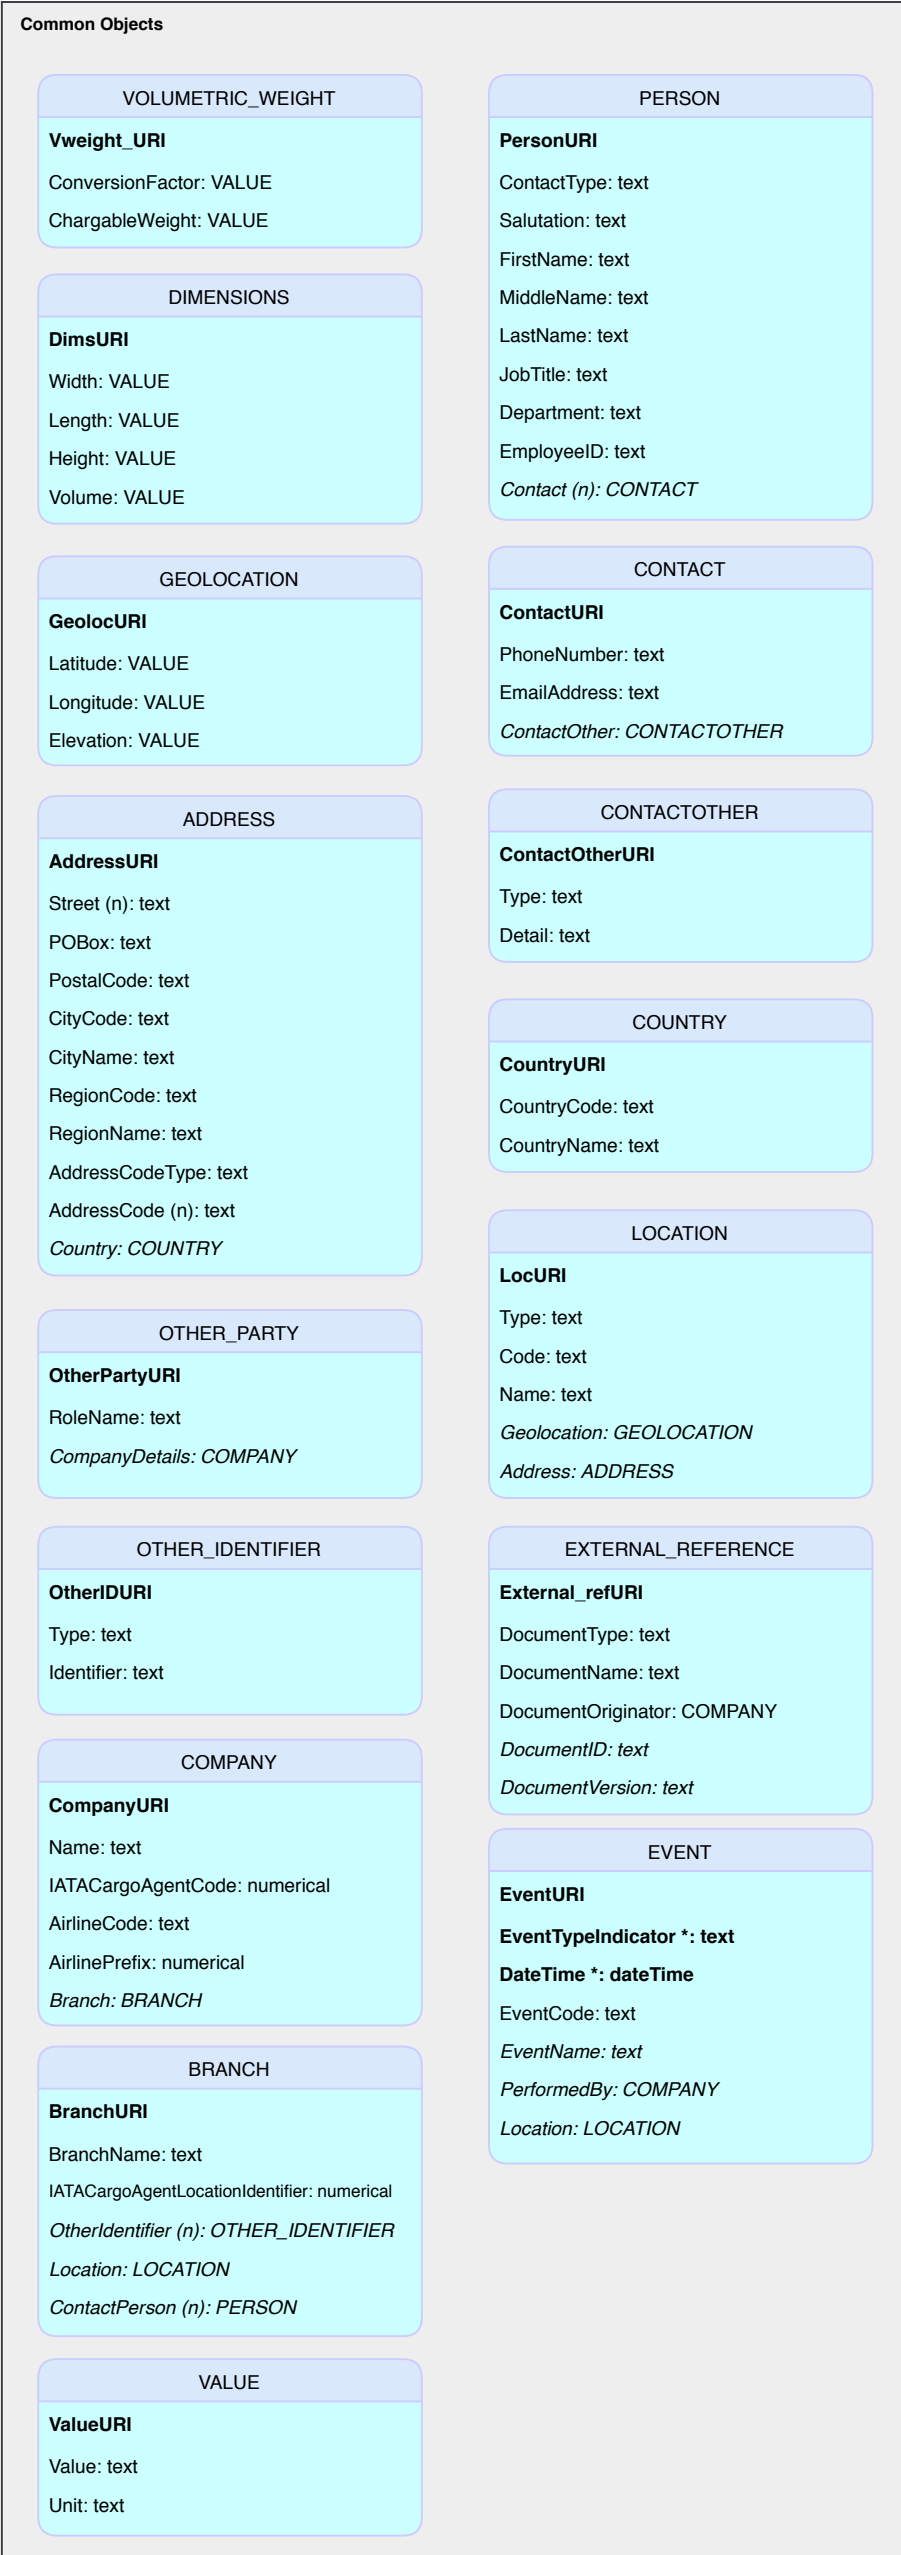 Common Objects
VOLUMETRIC_WEIGHT
Vweight_URI
ConversionFactor: VALUE
ChargableWeight: VALUE
DIMENSIONS
DimsURI
Width: VALUE
Length: VALUE
Height: VALUE
Volume: VALUE
GEOLOCATION
GeolocURI
Latitude: VALUE
Longitude: VALUE
Elevation: VALUE
ADDRESS
AddressURI
Street (n): text
POBox: text
PostalCode: text
CityCode: text
CityName: text
RegionCode: text
RegionName: text
AddressCodeType: text
AddressCode (n): text
Country: COUNTRY
OTHER_PARTY
OtherPartyURI
RoleName: text
CompanyDetails: COMPANY
OTHER_IDENTIFIER
OtherIDURI
Type: text
Identifier: text
COMPANY
CompanyURI
Name: text
IATACargoAgentCode: numerical
AirlineCode: text
AirlinePrefix: numerical
Branch: BRANCH
BRANCH
BranchURI
BranchName: text
IATACargoAgentLocationIdentifier: numerical
OtherIdentifier (n): OTHER_IDENTIFIER
Location: LOCATION
ContactPerson (n): PERSON
VALUE
ValueURI
Value: text
Unit: text
PERSON
PersonURI
ContactType: text
Salutation: text
FirstName: text
MiddleName: text
LastName: text
JobTitle: text
Department: text
EmployeeID: text
Contact (n): CONTACT
CONTACT
ContactURI
PhoneNumber: text
EmailAddress: text
ContactOther: CONTACTOTHER
CONTACTOTHER
ContactOtherURI
Type: text
Detail: text
COUNTRY
CountryURI
CountryCode: text
CountryName: text
LOCATION
LocURI
Type: text
Code: text
Name: text
Geolocation: GEOLOCATION
Address: ADDRESS
EXTERNAL_REFERENCE
External_refURI
DocumentType: text
DocumentName: text
DocumentOriginator: COMPANY
DocumentID: text
DocumentVersion: text
EVENT
EventURI
EventTypeIndicator *: text
DateTime *: dateTime
EventCode: text
EventName: text
PerformedBy: COMPANY
Location: LOCATION